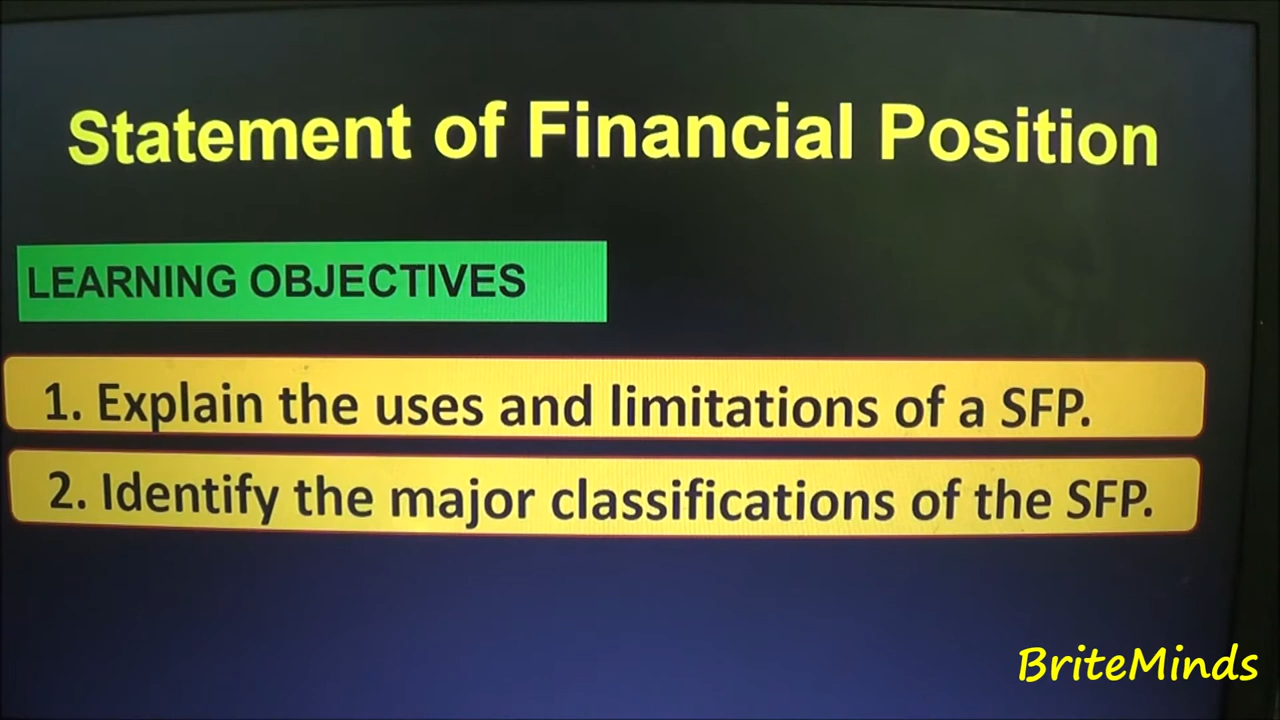 Statement of Financial Position
LEARNING OBJECTIVES
1. Explain the uses and limitations of a SFP.
2. Identify the major classifications of the SFP.
BriteMinds